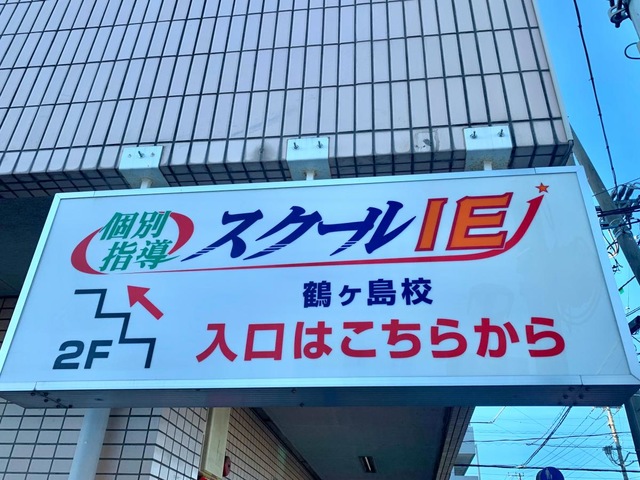 個別
指導
スクールIE
鶴ヶ島校
2F
入口はこちらから